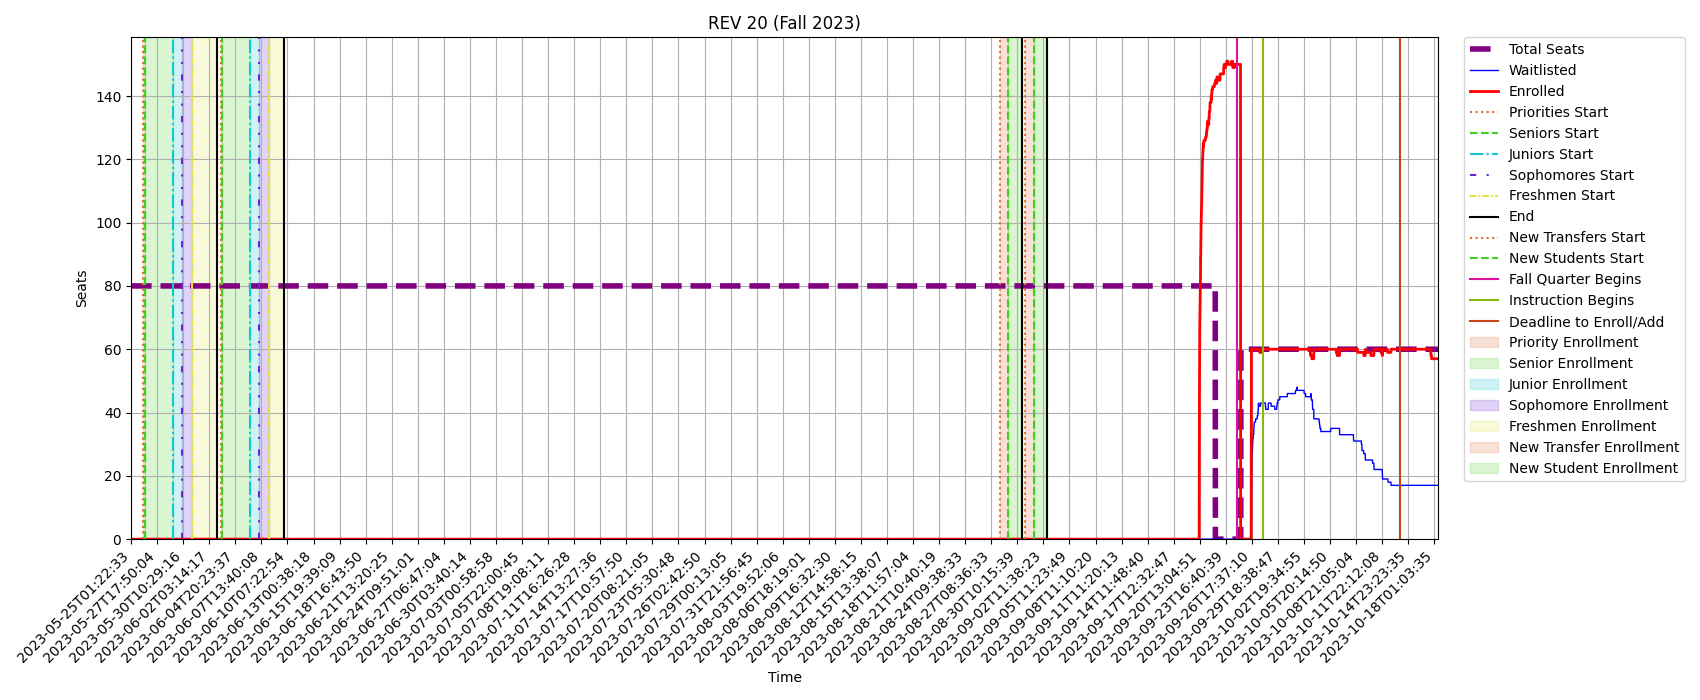 REV 20 (Fall 2023)
Seats
140
120
100
80
60
40
20
0
2023-05-25T01:22:33
2023-05-27T17:50:04
2023-05-30T10:29:16
2023-06-02T03:14:17
2023-06-04T20:23:37
2023-06-07T13:40:09
2023-06-10T07:22:54
2023-06-13T00:38:18
2023-06-15T19:39:09
2023-06-18T16:43:50
2023-06-21T13:20:25
2023-06-24T09:51:01
2023-06-27T06:47:04
2023-06-30T03:40:14
2023-07-03T00:58:58
2023-07-05T22:00:45
2023-07-08T19:08:11
2023-07-11T16:26:28
2023-07-14T13:27:36
2023-07-17T10:57:50
2023-07-20T08:21:05
2023-07-23T05:30:48
2023-07-26T02:42:50
2023-07-29T00:13:05
2023-07-31T21:56:45
2023-08-03T19:52:06
2023-08-06T18:19:01
2023-08-09T16:32:30
2023-08-12T14:58:15
2023-08-15T13:38:07
2023-08-18T11:57:04
2023-08-21T10:40:19
2023-08-24T09:38:33
2023-08-27T08:36:33
2023-08-30T10:15:39
2023-09-02T11:38:23
2023-09-05T11:23:49
2023-09-08T11:10:20
2023-09-11T11:20:13
2023-09-14T11:48:40
2023-09-17T12:32:47
2023-09-20T13:04:51
2023-09-23T16:40:39
2023-09-26T17:37:10
2023-09-29T18:38:47
2023-10-02T19:34:55
2023-10-05T20:14:50
2023-10-08T21:05:04
2023-10-11T22:12:08
2023-10-14T23:23:35
2023-10-18T01:03:35
Time
Total Seats
Waitlisted
Enrolled
Priorities Start
Seniors Start
Juniors Start
Sophomores Start
Freshmen Start
End
New Transfers Start
New Students Start
Fall Quarter Begins
Instruction Begins
Deadline to Enroll/Add
Priority Enrollment
Senior Enrollment
Junior Enrollment
Sophomore Enrollment
Freshmen Enrollment
New Transfer Enrollment
New Student Enrollment